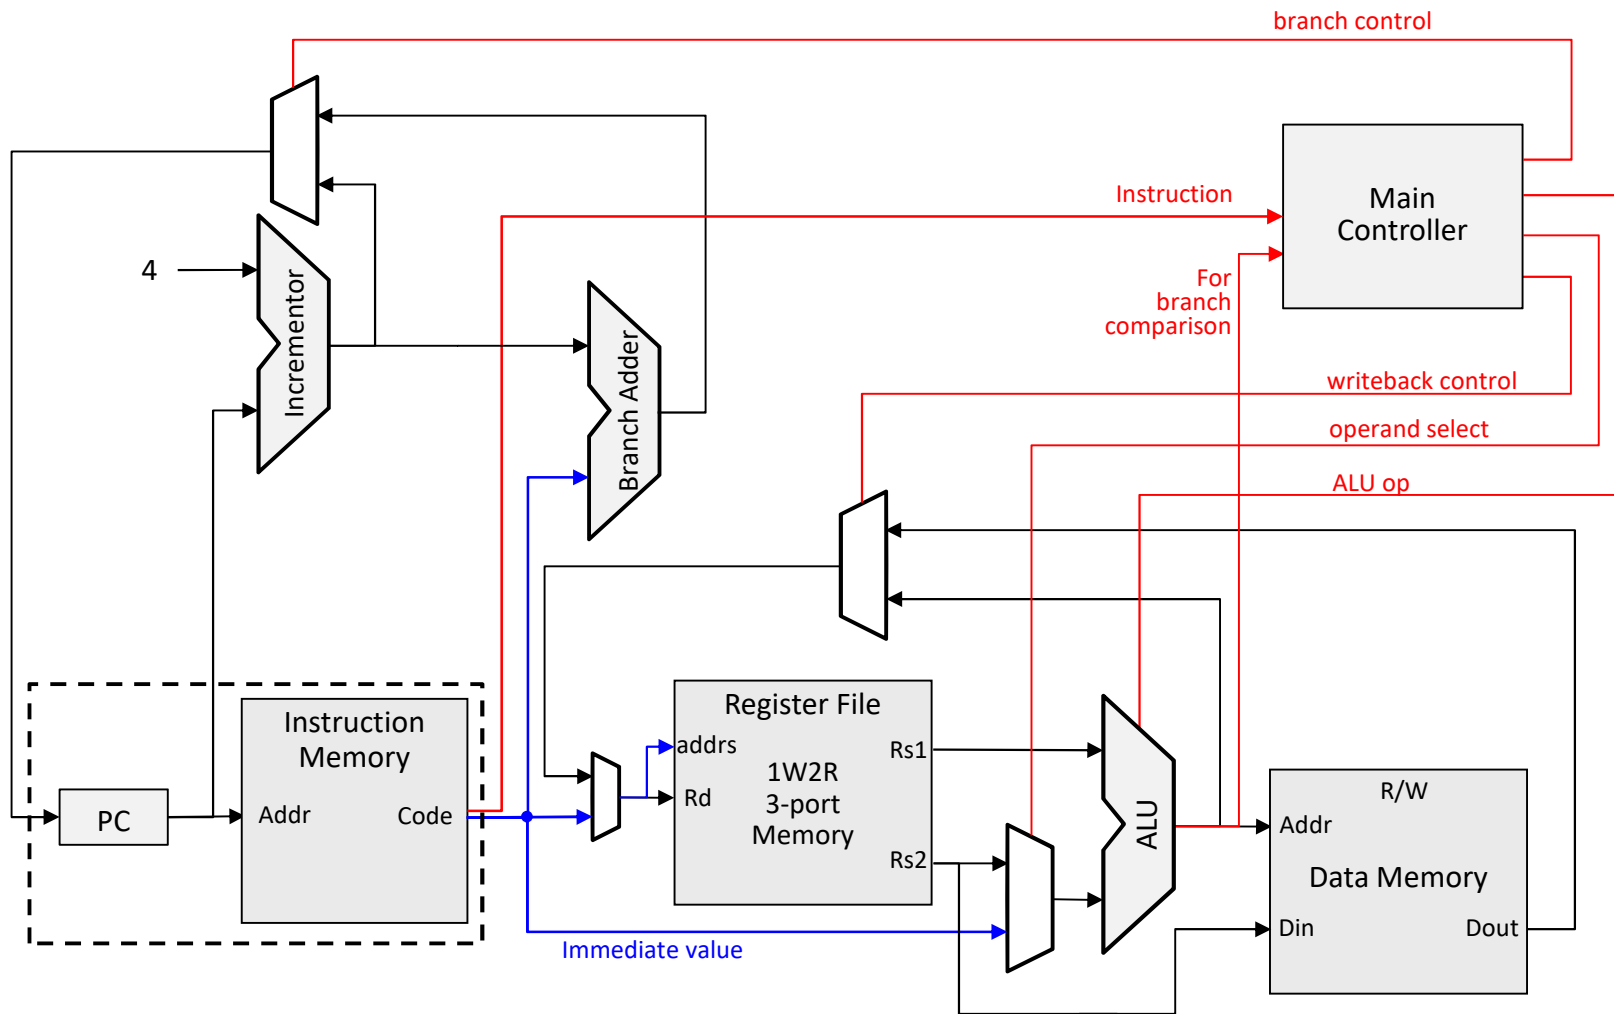 branch control
Instruction
Main
Controller
4
Incrementor
For
branch
comparison
Branch Adder
writeback control
operand select
ALU op
Instruction
Memory
Addr
Code
PC
Register File
addrs
Rs1
1W2R
3-port
Memory
Rd
Rs2
ALU
R/W
Addr
Data Memory
Din
Dout
Immediate value